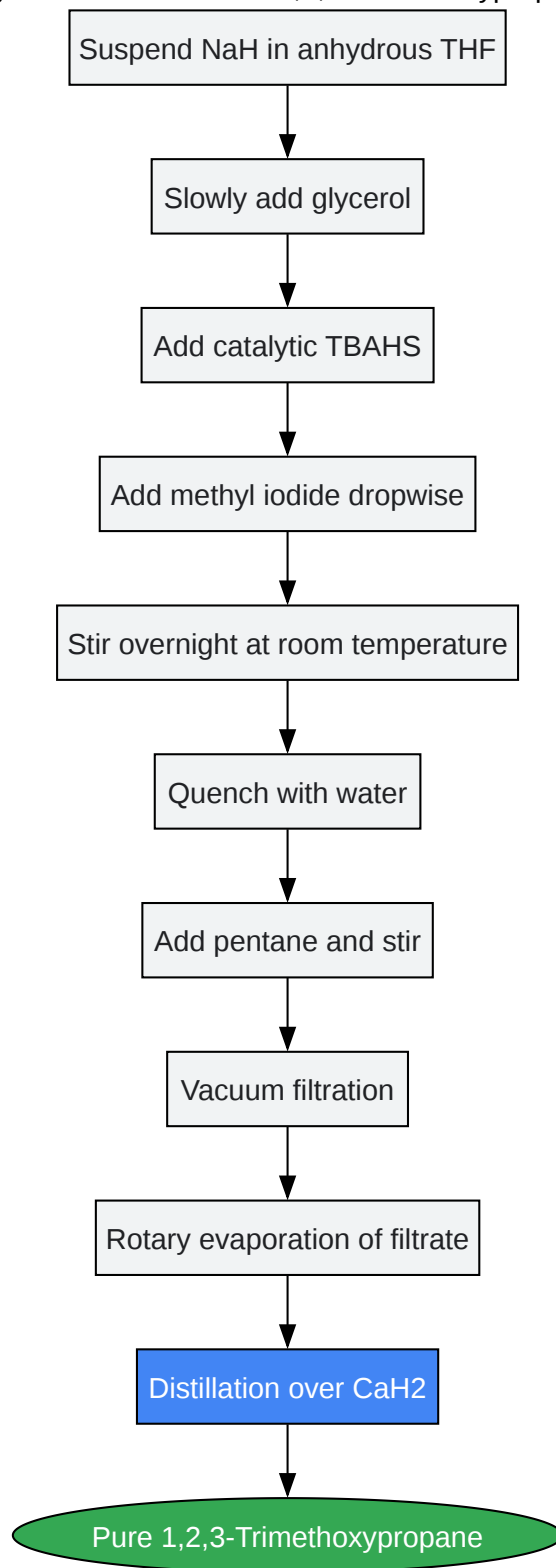 Suspend NaH in anhydrous THF
Slowly add glycerol
Add catalytic TBAHS
Add methyl iodide dropwise
Stir overnight at room temperature
Quench with water
Add pentane and stir
Vacuum filtration
Rotary evaporation of filtrate
Distillation over CaH2
Pure 1,2,3-Trimethoxypropane